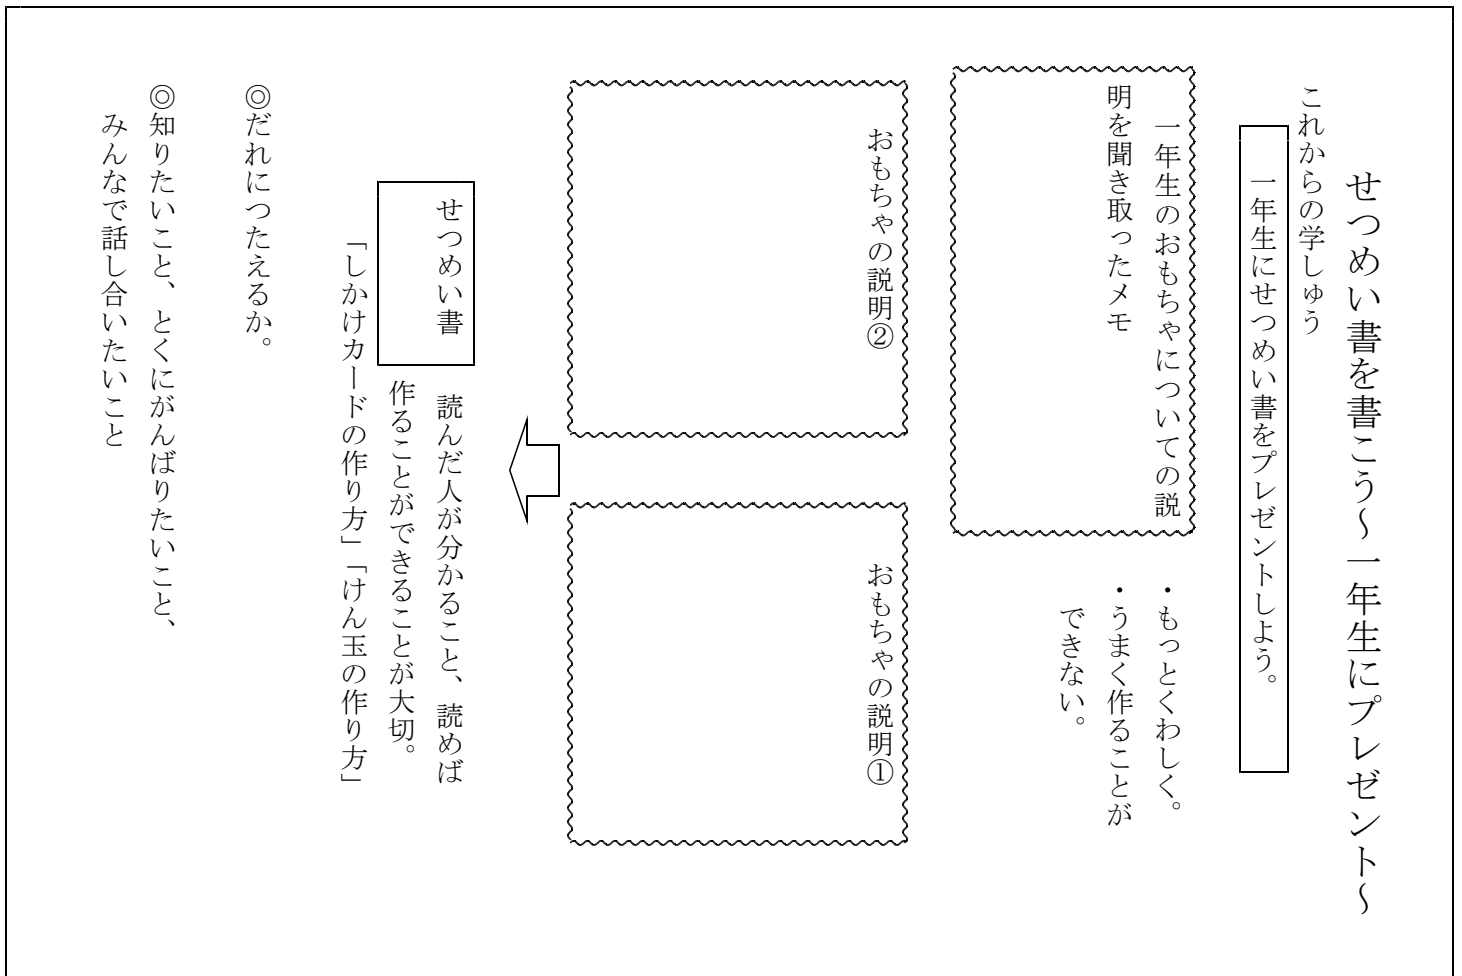 せつめい書を書こう～一年生にプレゼント～
これからの学しゅう
一年生にせつめい書をプレゼントしよう。
一年生のおもちゃについての説
明を聞き取ったメモ
・もっとくわしく。
・うまく作ることが
できない。
おもちゃの説明②
おもちゃの説明①
せつめい書
読んだ人が分かること、読めば
作ることができることが大切。
「しかけカードの作り方」「けん玉の作り方」
◎だれにつたえるか。
◎知りたいこと、とくにがんばりたいこと、
みんなで話し合いたいこと